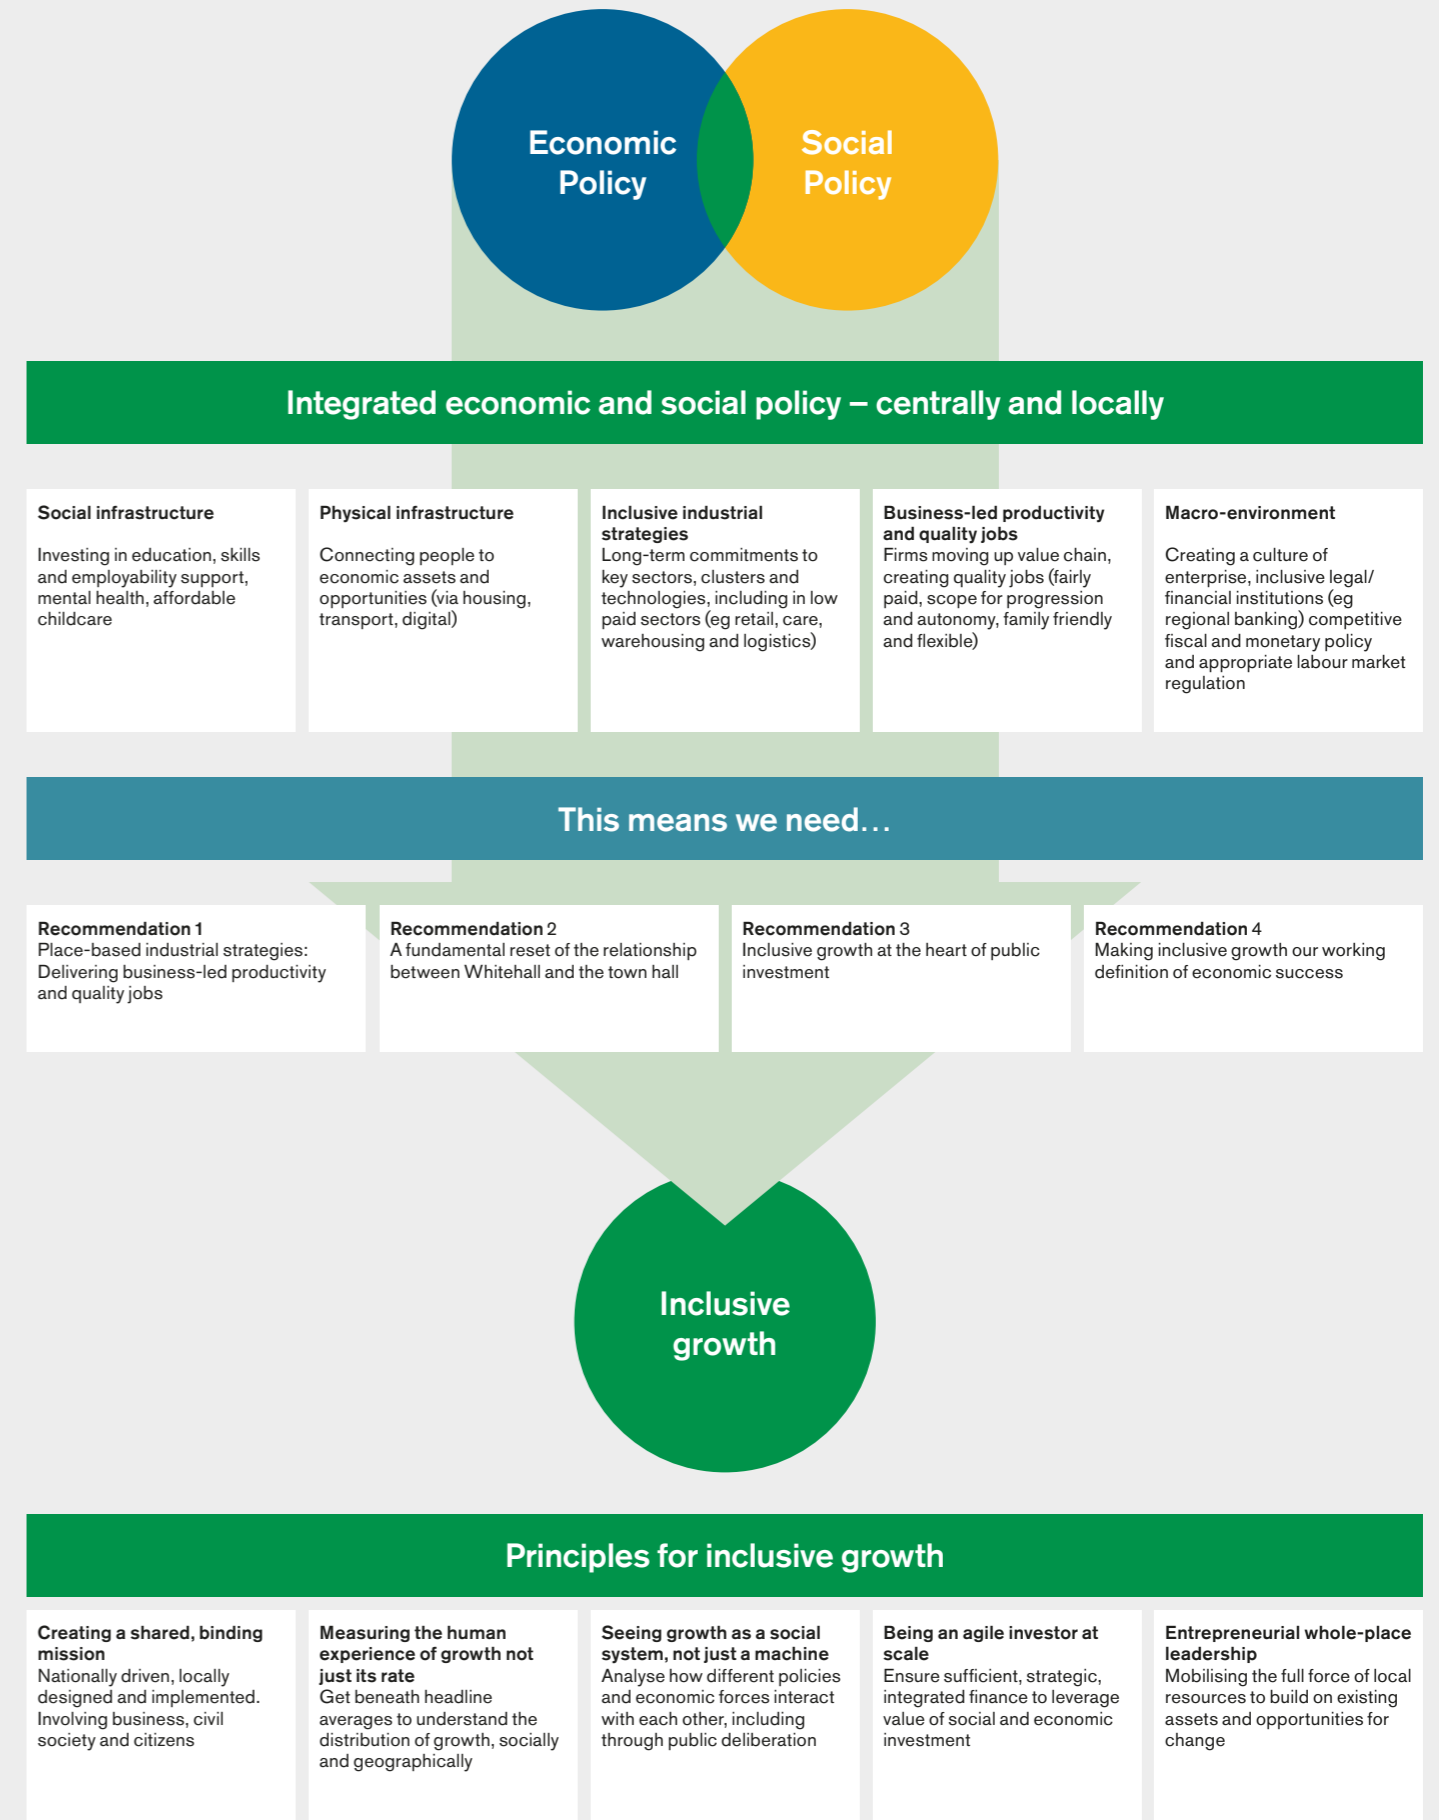 Economic
Policy
Social
Policy
Integrated economic and social policy – centrally and locally
Social infrastructure
Investing in education, skills
and employability support,
mental health, affordable
childcare
Physical infrastructure
Connecting people to
economic assets and
opportunities (via housing,
transport, digital)
Inclusive industrial
strategies
Long-term commitments to
key sectors, clusters and
technologies, including in low
paid sectors (eg retail, care,
warehousing and logistics)
Business-led productivity
and quality jobs
Firms moving up value chain,
creating quality jobs (fairly
paid, scope for progression
and autonomy, family friendly
and flexible)
Macro-environment
Creating a culture of
enterprise, inclusive legal/
financial institutions (eg
regional banking) competitive
fiscal and monetary policy
and appropriate labour market
regulation
This means we need…
Recommendation 1
Place-based industrial strategies:
Delivering business-led productivity
and quality jobs
Recommendation 2
A fundamental reset of the relationship
between Whitehall and the town hall
Recommendation 3
Inclusive growth at the heart of public
investment
Recommendation 4
Making inclusive growth our working
definition of economic success
Inclusive
growth
Principles for inclusive growth
Creating a shared, binding
mission
Nationally driven, locally
designed and implemented.
Involving business, civil
society and citizens
Measuring the human
experience of growth not
just its rate
Get beneath headline
averages to understand the
distribution of growth, socially
and geographically
Seeing growth as a social
system, not just a machine
Analyse how different policies
and economic forces interact
with each other, including
through public deliberation
Being an agile investor at
scale
Ensure sufficient, strategic,
integrated finance to leverage
value of social and economic
investment
Entrepreneurial whole-place
leadership
Mobilising the full force of local
resources to build on existing
assets and opportunities for
change